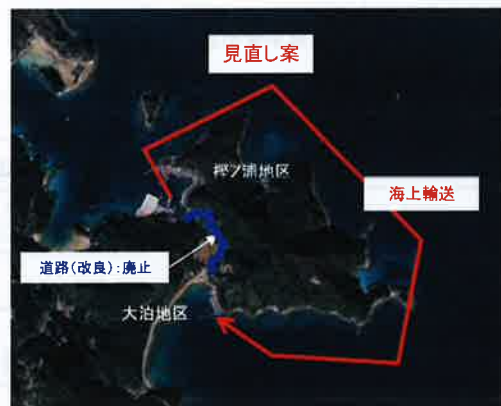 見直し案
樫ノ浦地区
海上輸送
道路(改良):廃止
大泊地区